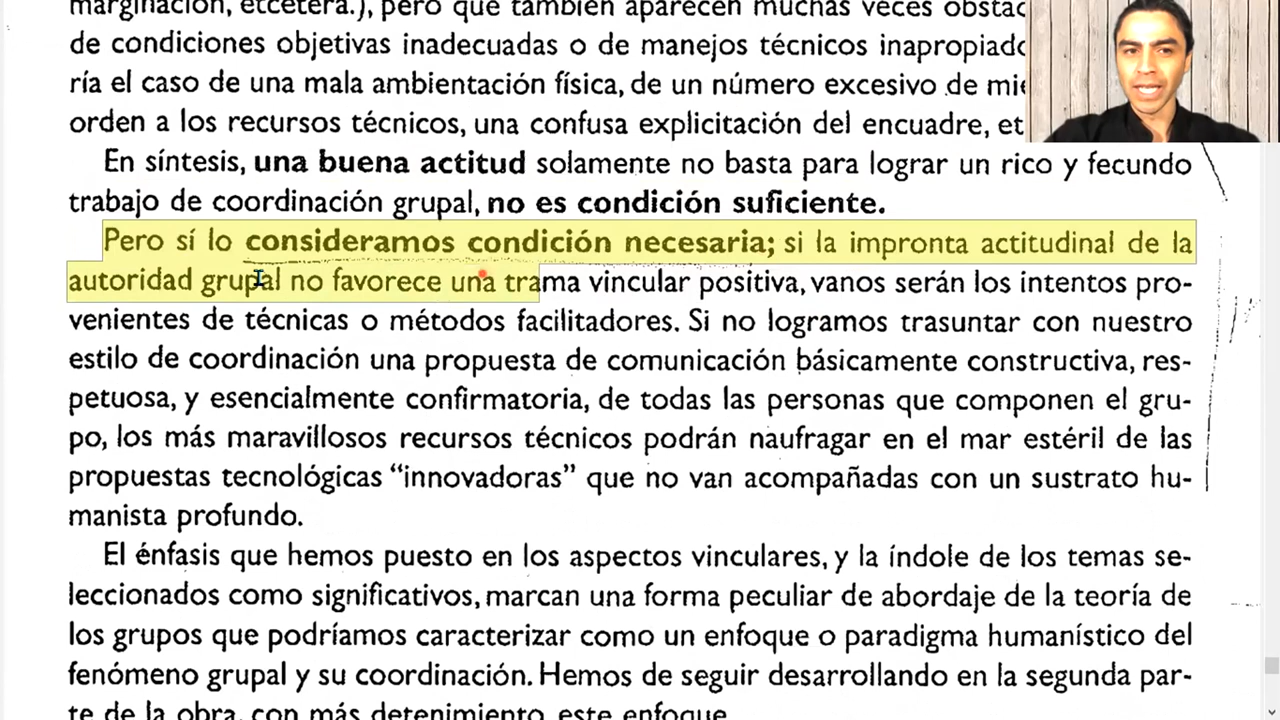 marginación, etcétera.), pero que también aparecen muchas veces
de condiciones objetivas inadecuadas o de manejos técnicos
ría el caso de una mala ambientación física, de un número excesivo de
orden a los recursos técnicos, una confusa explicitación del encuadre,
En síntesis, una buena actitud solamente no basta para lograr un rico y fecundo
trabajo de coordinación grupal, no es condición suficiente.
Pero sí lo consideramos condición necesaria; si la impronta actitudinal de la
autoridad grupal no favorece una trama vincular positiva, vanos serán los intentos pro-
venientes de técnicas o métodos facilitadores. Si no logramos trasuntar con nuestro
estilo de coordinación una propuesta de comunicación básicamente constructiva, res-
petuosa, y esencialmente confirmatoria, de todas las personas que componen el gru-
po, los más maravillosos recursos técnicos podrán naufragar en el mar estéril de las
propuestas tecnológicas “innovadoras” que no van acompañadas con un sustrato hu-
manista profundo.
El énfasis que hemos puesto en los aspectos vinculares, y la índole de los temas se-
leccionados como significativos, marcan una forma peculiar de abordaje de la teoría de
los grupos que podríamos caracterizar como un enfoque o paradigma humanístico del
fenómeno grupal y su coordinación. Hemos de seguir desarrollando en la segunda par-
te de la obra, con más detenimiento, este enfoque.